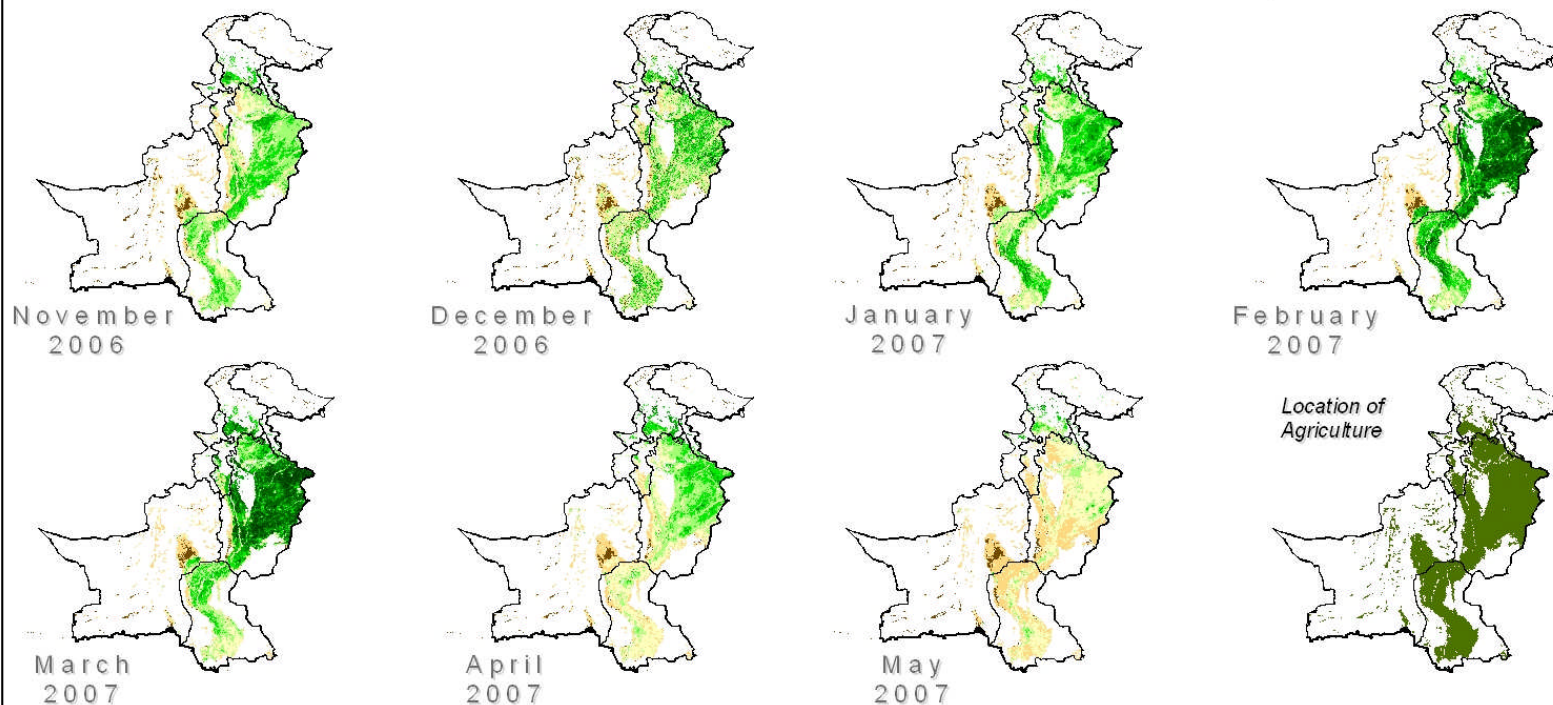 November
2006
December
2006
January
2007
February
2007
March
2007
April
2007
May
2007
Location of
Agriculture